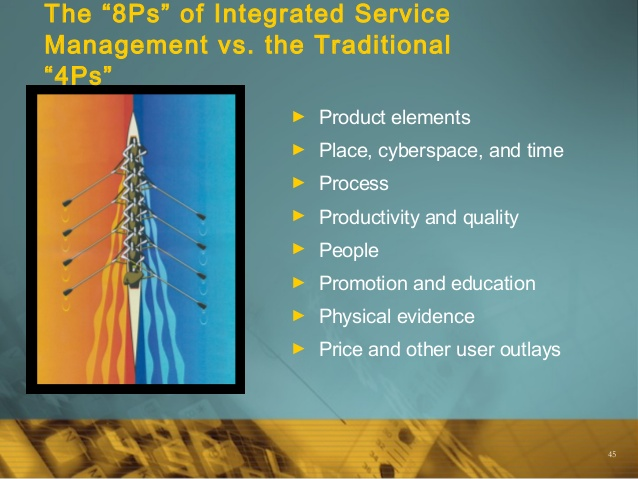 The “8Ps” of Integrated Service
Management vs. the Traditional
“4Ps”
► Product elements
► Place, cyberspace, and time
► Process
► Productivity and quality
► People
► Promotion and education
► Physical evidence
► Price and other user outlays
45